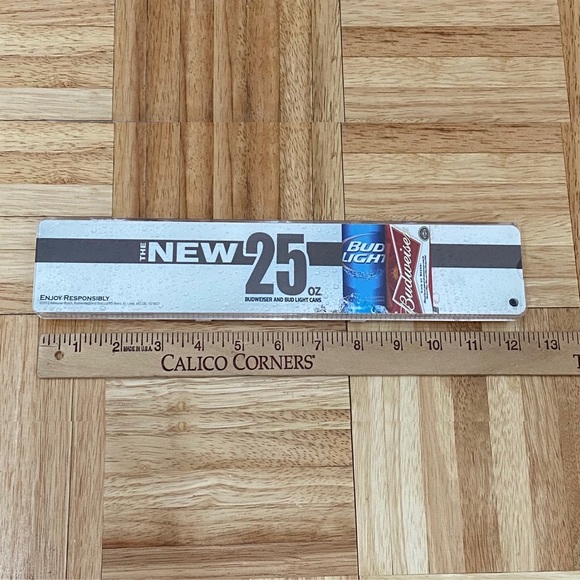 THE NEW 25 OZ.
BUDWEISER AND BUD LIGHT CANS
BUD LIGHT
Budweiser
ENJOY RESPONSIBLY
1 2 MADE IN U.S.A. 3 4 5 6 7 8 9 10 11 12 13
CALICO CORNERS®